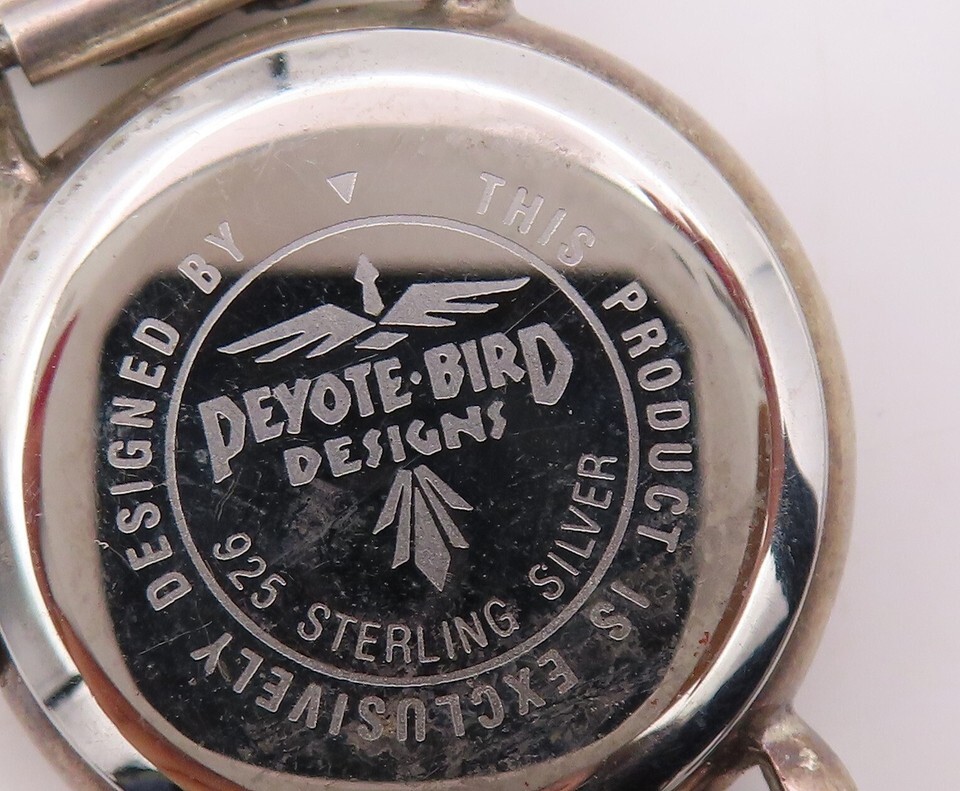 THIS PRODUCT IS EXCLUSIVELY DESIGNED BY
PEYOTE·BIRD
DESIGNS
925 STERLING SILVER